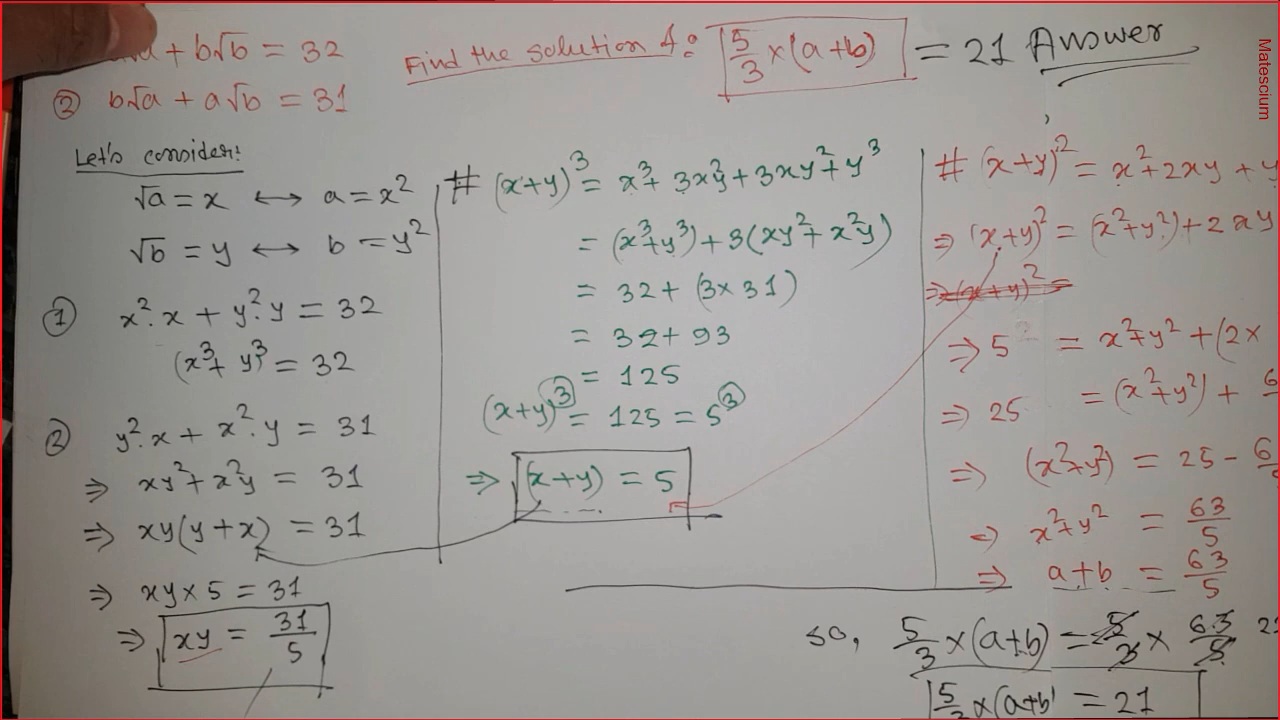 √a + b√b = 32
② b√a + a√b = 31
Find the solution of: 5/3 × (a+b) = 21 Answer
Matescium
Let's consider:
√a = x ↔ a = x²
√b = y ↔ b = y²
① x².x + y².y = 32
(x³+ y³ = 32
② y².x + x².y = 31
⇒ xy²+ x²y = 31
⇒ xy(y+x) = 31
⇒ xy × 5 = 31
⇒ xy = 31/5
# (x+y)³ = x³+ 3x²y + 3xy²+ y³
= (x³+y³) + 3(xy²+ x²y)
= 32 + (3×31)
= 32 + 93
= 125
(x+y)³ = 125 = 5③
⇒ (x+y) = 5
# (x+y)² = x²+2xy + y
⇒ (x+y)² = (x²+y²)+2xy
⇒ (x+y)² =
⇒ 5 = x²+y² + (2×
⇒ 25 = (x²+y²) + 6
⇒ (x²+y²) = 25 - 6
⇒ x²+y² = 63/5
⇒ a+b = 63/5
so, 5/3 × (a+b) = 5/3 × 63/5 21
5/3 × (a+b) = 21